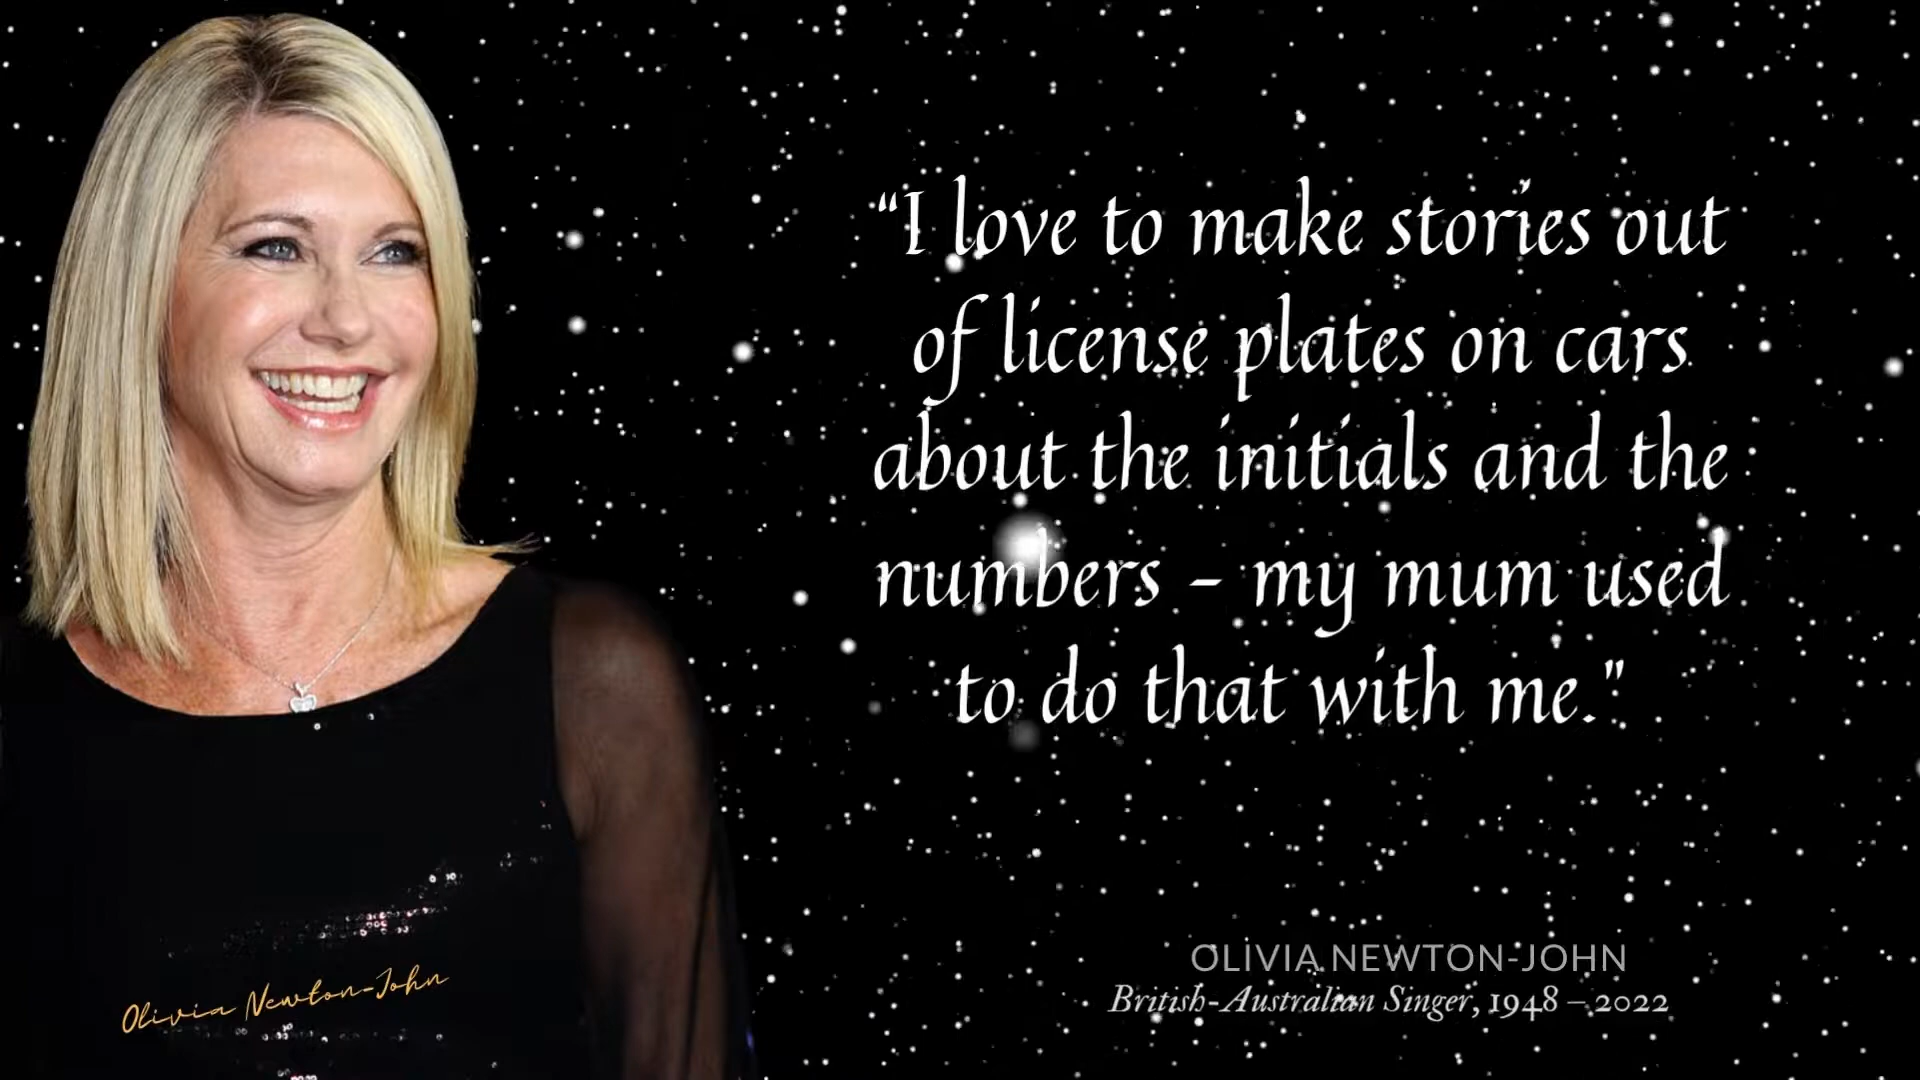 “I love to make stories out
of license plates on cars
about the initials and the
numbers - my mum used
to do that with me."
OLIVIA NEWTON-JOHN
British-Australian Singer, 1948 – 2022
Olivia Newton-John